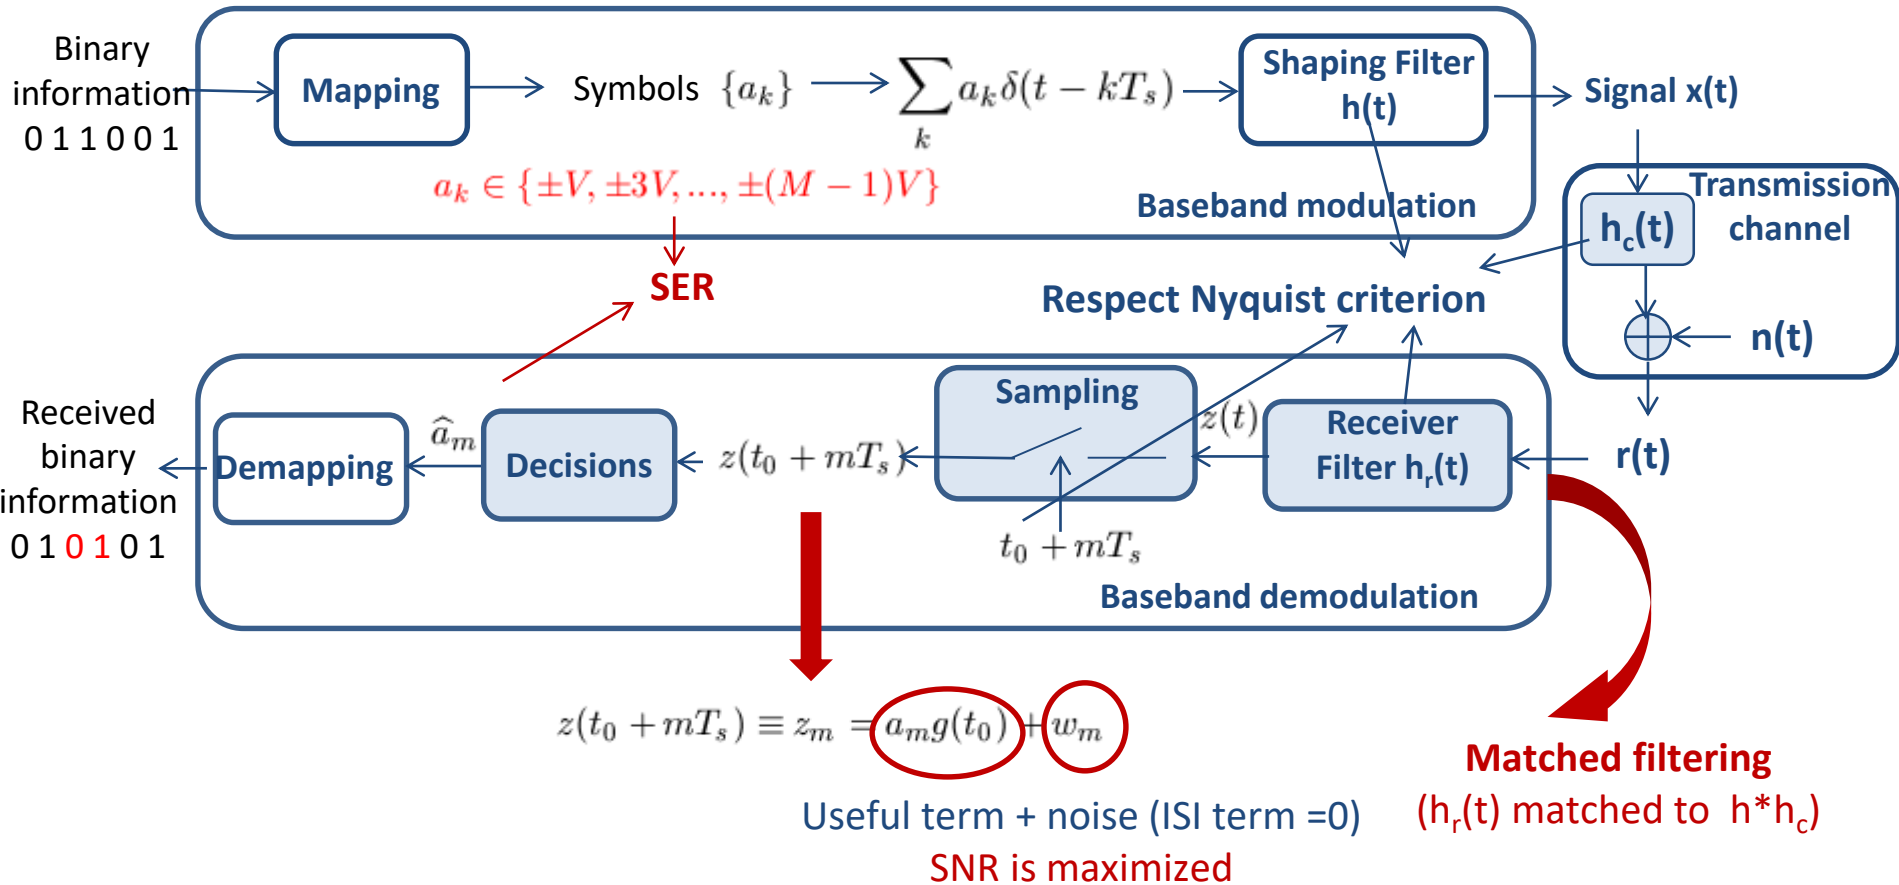 Binary
information
0 1 1 0 0 1
Mapping
Symbols {a_k}
∑_k a_k δ(t − kT_s)
Shaping Filter
h(t)
Signal x(t)
a_k ∈ {±V, ±3V, ..., ±(M − 1)V}
Baseband modulation
Transmission
channel
h_c(t)
n(t)
r(t)
SER
Respect Nyquist criterion
Received
binary
information
0 1 0 1 0 1
Demapping
â_m
Decisions
z(t_0 + mT_s)
Sampling
t_0 + mT_s
z(t)
Receiver
Filter h_r(t)
Baseband demodulation
z(t_0 + mT_s) ≡ z_m = a_m g(t_0) + w_m
Useful term + noise (ISI term =0)
SNR is maximized
Matched filtering
(h_r(t) matched to h*h_c)